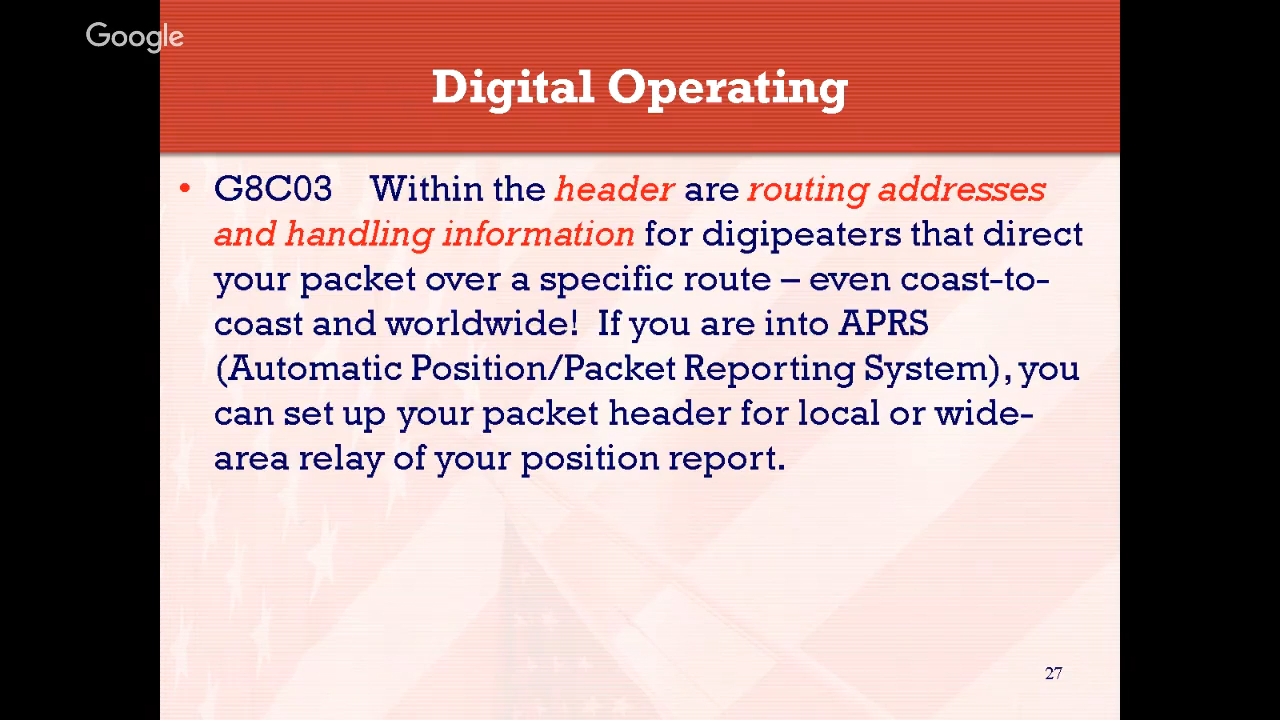 Google
Digital Operating
• G8C03 Within the header are routing addresses
and handling information for digipeaters that direct
your packet over a specific route – even coast-to-
coast and worldwide! If you are into APRS
(Automatic Position/Packet Reporting System), you
can set up your packet header for local or wide-
area relay of your position report.
27